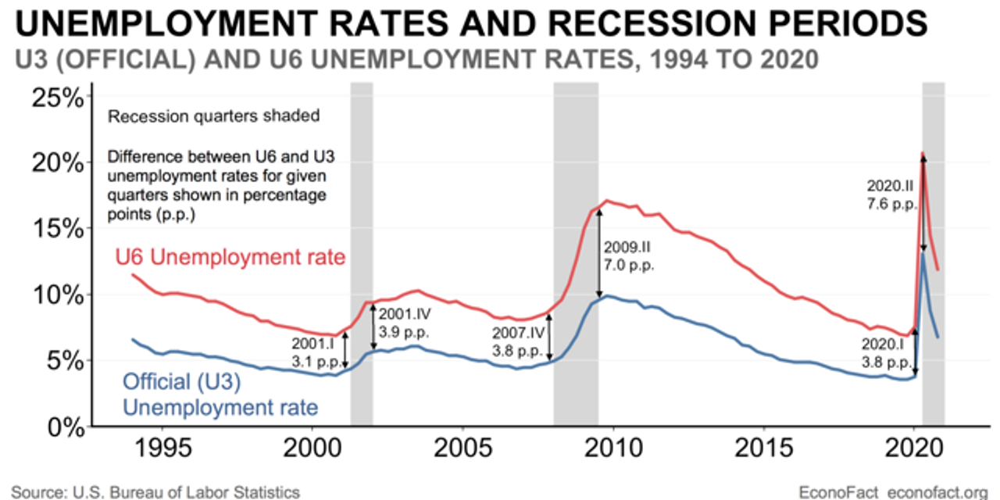 UNEMPLOYMENT RATES AND RECESSION PERIODS
U3 (OFFICIAL) AND U6 UNEMPLOYMENT RATES, 1994 TO 2020
25%
20%
15%
10%
5%
0%
Recession quarters shaded
Difference between U6 and U3
unemployment rates for given
quarters shown in percentage
points (p.p.)
U6 Unemployment rate
Official (U3)
Unemployment rate
2001.I
3.1 p.p.
2001.IV
3.9 p.p.
2007.IV
3.8 p.p.
2009.II
7.0 p.p.
2020.I
3.8 p.p.
2020.II
7.6 p.p.
1995
2000
2005
2010
2015
2020
Source: U.S. Bureau of Labor Statistics
EconoFact econofact.org